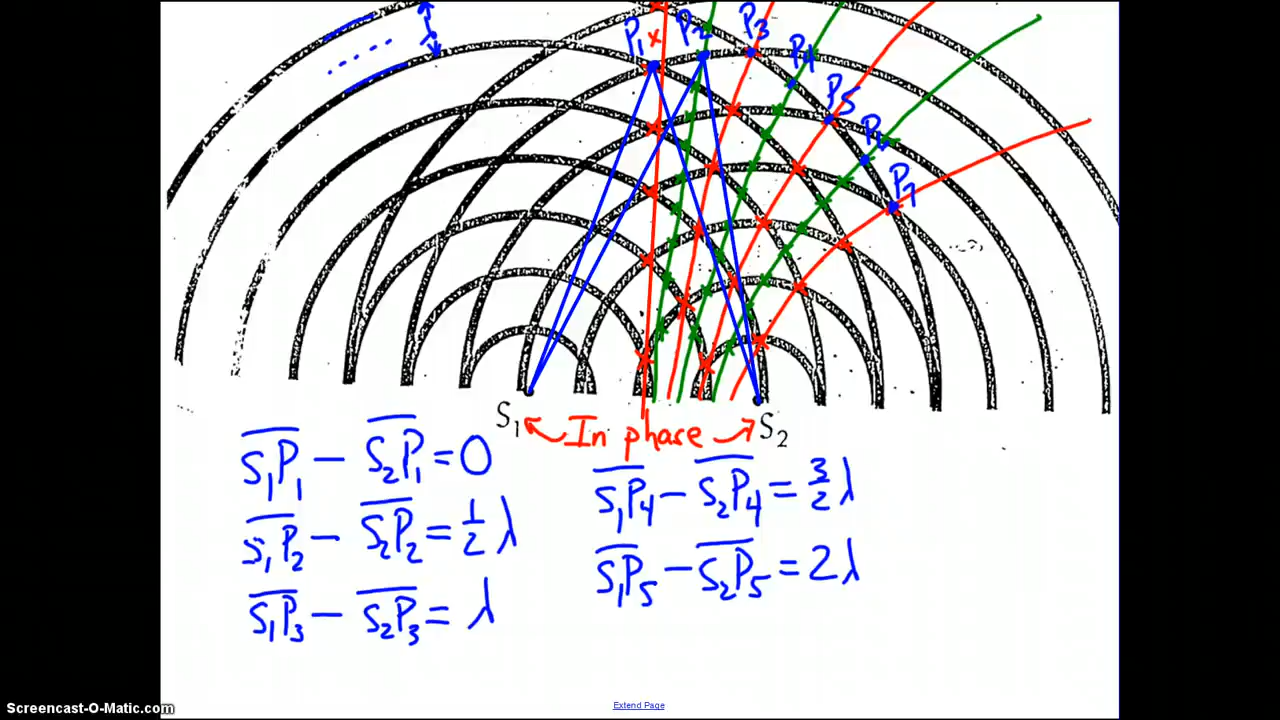 P₁ P₂ P₃
P₄
P₅
P₆
P₇
S₁ In phase S₂
S₁P₁ − S₂P₁ = 0
S₁P₂ − S₂P₂ = ½ λ
S₁P₃ − S₂P₃ = λ
S₁P₄ − S₂P₄ = 3/2 λ
S₁P₅ − S₂P₅ = 2λ
Extend Page
Screencast-O-Matic.com